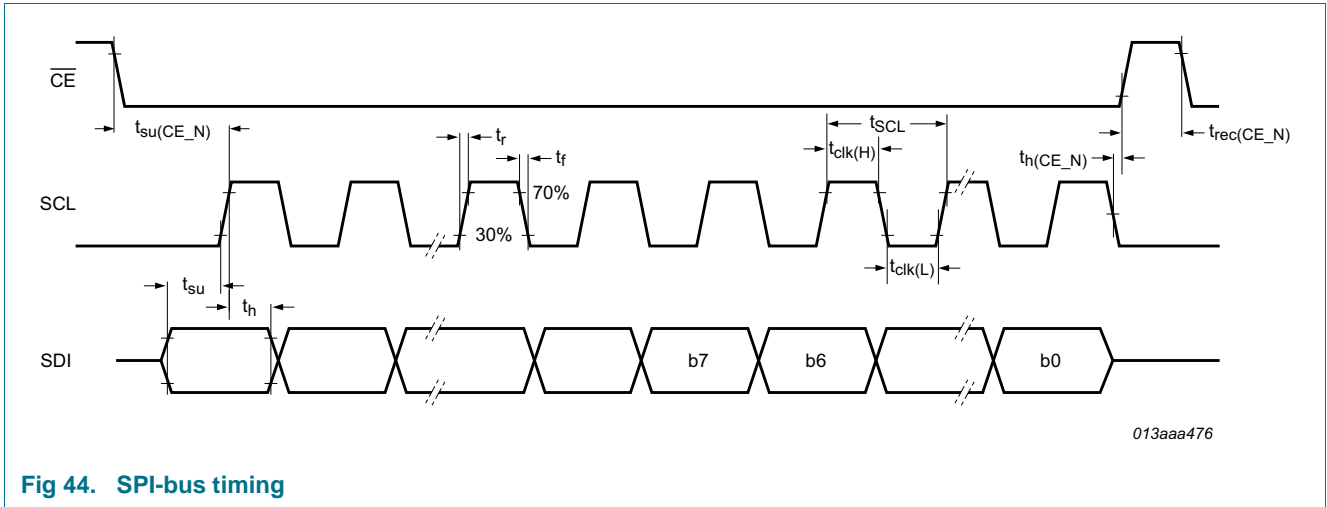 CE
tsu(CE_N)
tr
tf
tSCL
tclk(H)
trec(CE_N)
th(CE_N)
SCL
70%
30%
tclk(L)
tsu
th
SDI
b7
b6
b0
013aaa476
Fig 44. SPI-bus timing